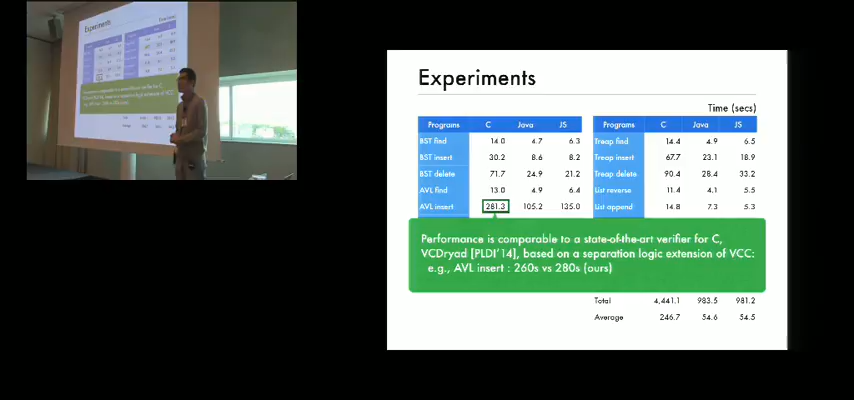 Experiments
Time (secs)
Programs C Java JS Programs C Java JS
BST find 14.0 4.7 6.3 Treap find 14.4 4.9 6.5
BST insert 30.2 8.6 8.2 Treap insert 67.7 23.1 18.9
BST delete 71.7 24.9 21.2 Treap delete 90.4 28.4 33.2
AVL find 13.0 4.9 6.4 List reverse 11.4 4.1 5.5
AVL insert 281.3 105.2 135.0 List append 14.8 7.3 5.3
Performance is comparable to a state-of-the-art verifier for C,
VCDryad [PLDI'14], based on a separation logic extension of VCC:
e.g., AVL insert : 260s vs 280s (ours)
Total 4,441.1 983.5 981.2
Average 246.7 54.6 54.5
Experiments